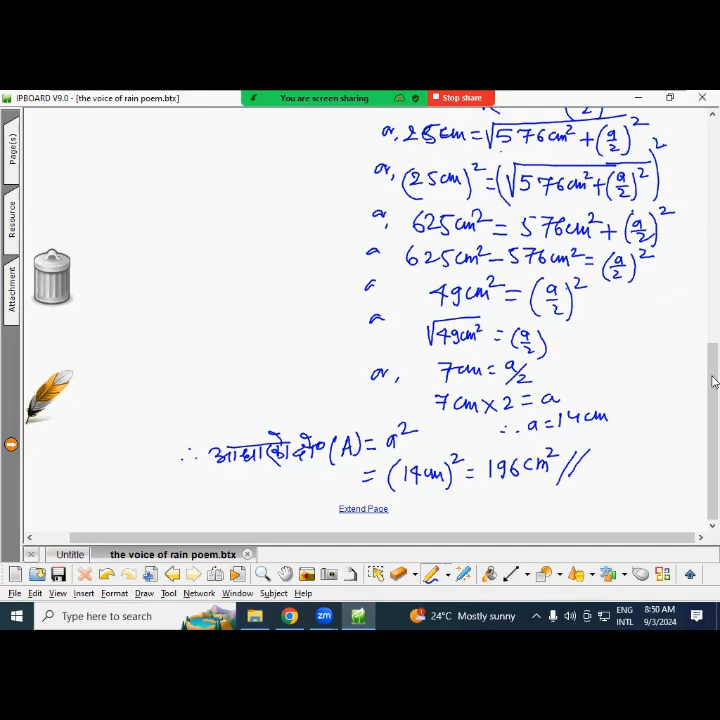 IPBOARD V9.0 - [the voice of rain poem.btx]
You are screen sharing
Stop share
Page(s)
Resource
Attachment
or, 25cm = √576cm² + (a/2)²
or, (25cm)² = (√576cm² + (a/2)²)²
or, 625cm² = 576cm² + (a/2)²
or 625cm² - 576cm² = (a/2)²
or 49cm² = (a/2)²
or √49cm² = (a/2)
or, 7cm = a/2
7cm × 2 = a
∴ a = 14cm
∴ (A) = a²
= (14cm)² = 196cm² //
Extend Page
Untitled
the voice of rain poem.btx
File Edit View Insert Format Draw Tool Network Window Subject Help
Type here to search
24°C Mostly sunny
ENG
INTL
8:50 AM
9/3/2024